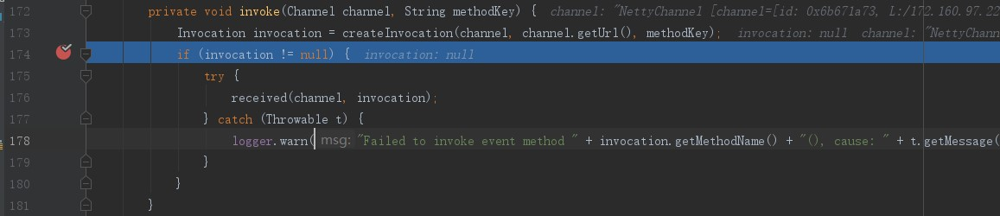 172 private void invoke(Channel channel, String methodKey) { channel: "NettyChannel [channel=[id: 0x6b671a73, L:/172.160.97.22
173 Invocation invocation = createInvocation(channel, channel.getUrl(), methodKey); invocation: null channel: "NettyChann
174 if (invocation != null) { invocation: null
175 try {
176 received(channel, invocation);
177 } catch (Throwable t) {
178 logger.warn( msg: "Failed to invoke event method " + invocation.getMethodName() + "(), cause: " + t.getMessage(
179 }
180 }
181 }